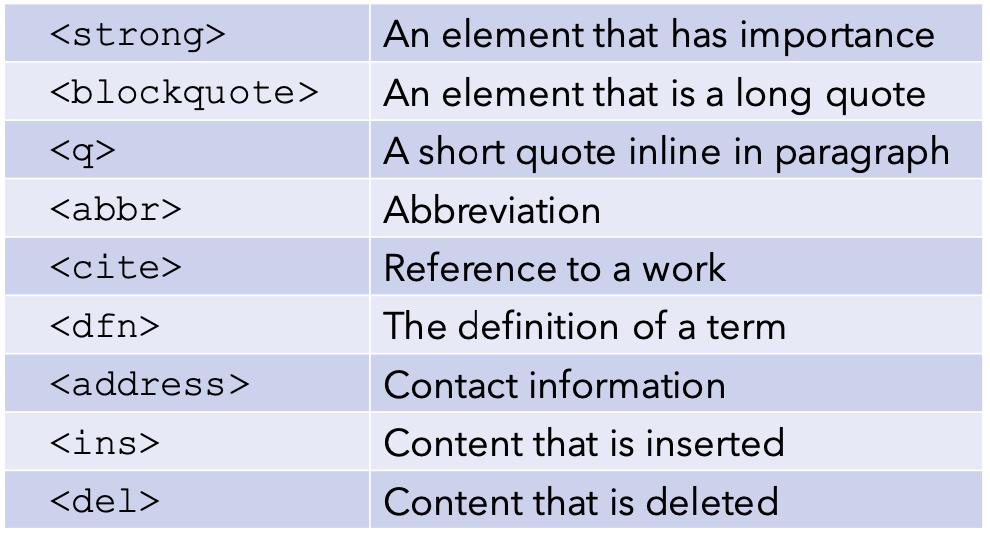 <strong> An element that has importance
<blockquote> An element that is a long quote
<q> A short quote inline in paragraph
<abbr> Abbreviation
<cite> Reference to a work
<dfn> The definition of a term
<address> Contact information
<ins> Content that is inserted
<del> Content that is deleted